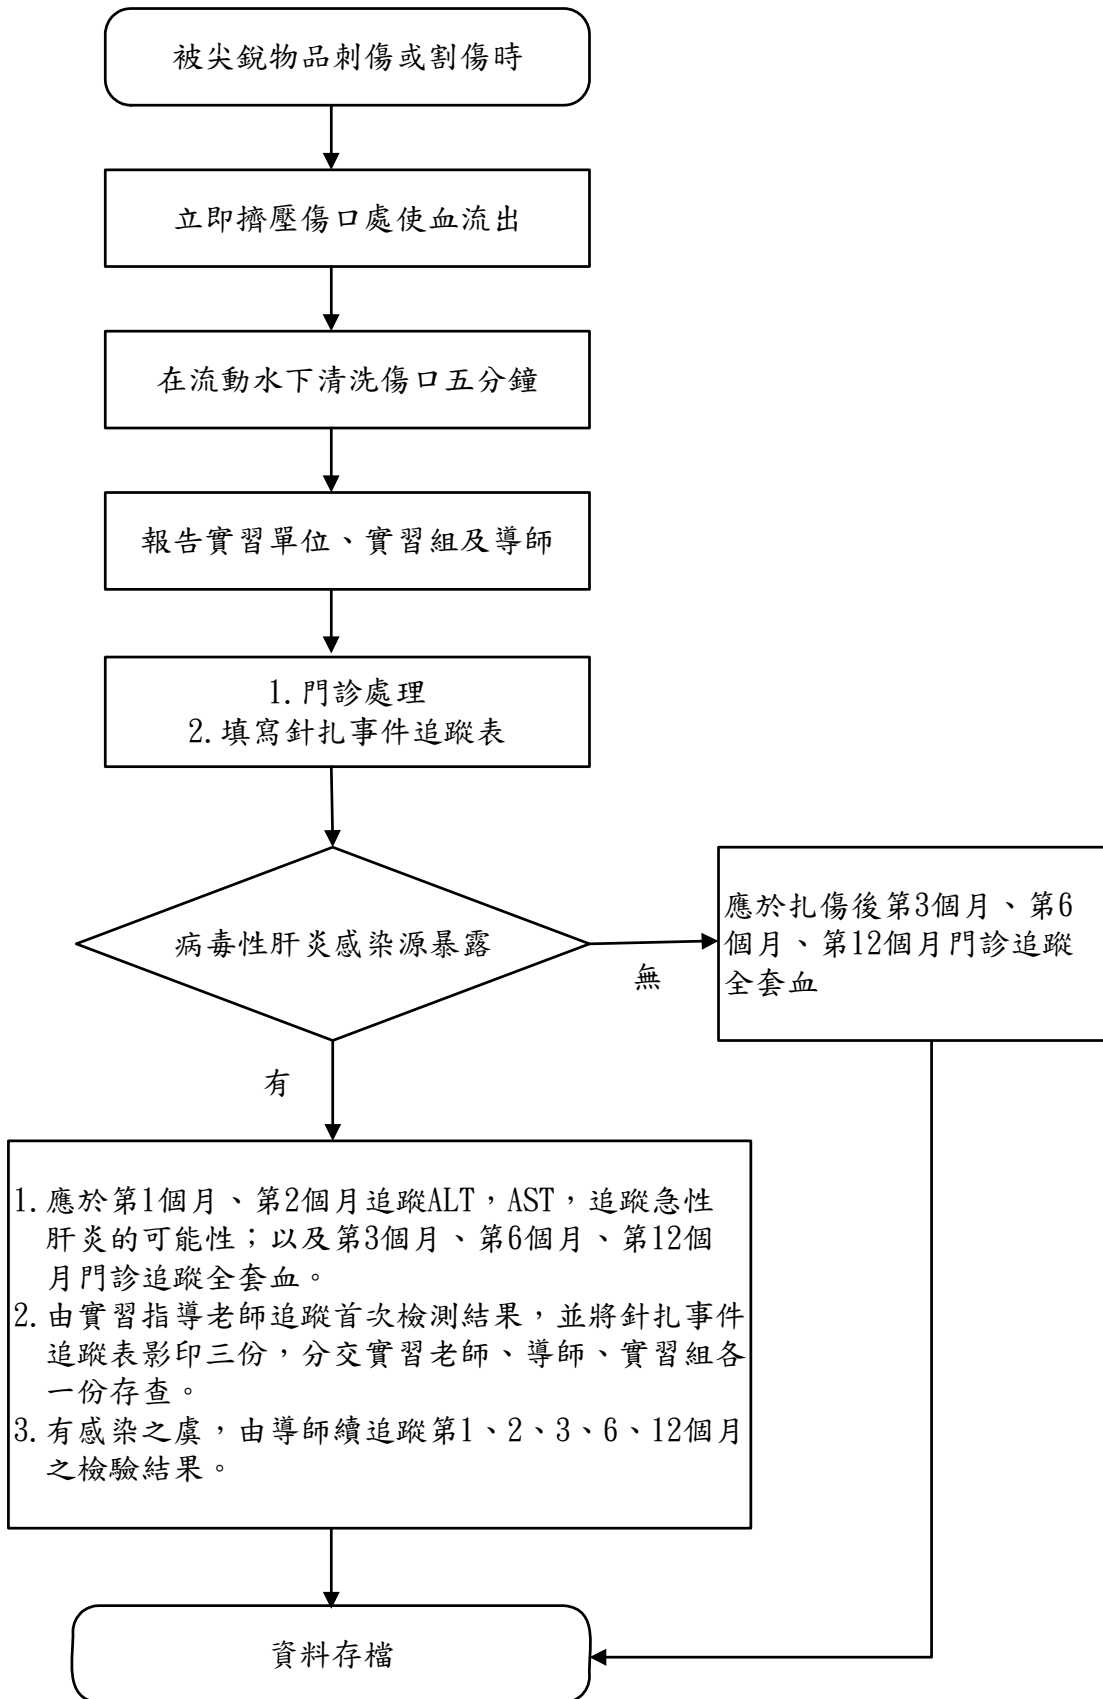 被尖銳物品刺傷或割傷時
立即擠壓傷口處使血流出
在流動水下清洗傷口五分鐘
報告實習單位、實習組及導師
1.門診處理
2.填寫針扎事件追蹤表
病毒性肝炎感染源暴露
無
應於扎傷後第3個月、第6
個月、第12個月門診追蹤
全套血
有
1.應於第1個月、第2個月追蹤ALT，AST，追蹤急性
肝炎的可能性；以及第3個月、第6個月、第12個
月門診追蹤全套血。
2.由實習指導老師追蹤首次檢測結果，並將針扎事件
追蹤表影印三份，分交實習老師、導師、實習組各
一份存查。
3.有感染之虞，由導師續追蹤第1、2、3、6、12個月
之檢驗結果。
資料存檔